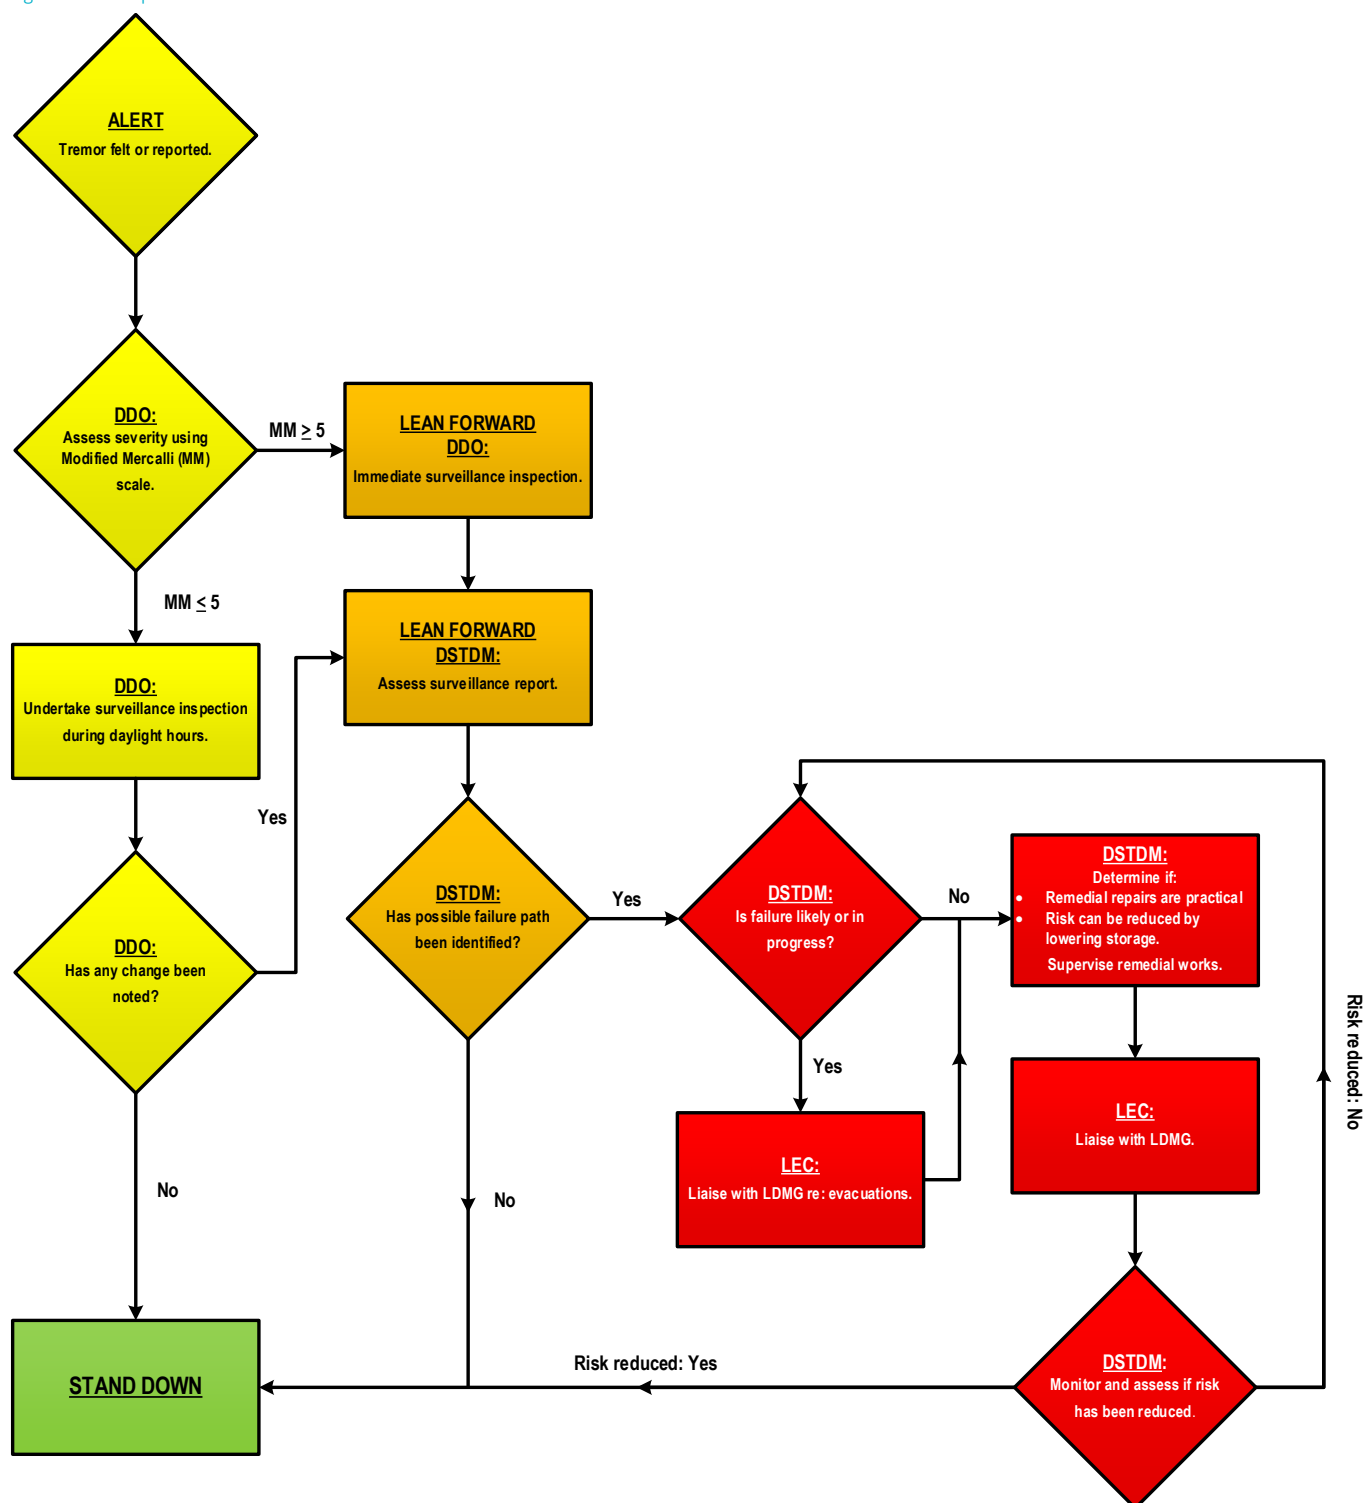 ALERT
Tremor felt or reported.
DDO:
Assess severity using
Modified Mercalli (MM)
scale.
MM ≥ 5
LEAN FORWARD
DDO:
Immediate surveillance inspection.
MM ≤ 5
LEAN FORWARD
DSTDM:
Assess surveillance report.
DDO:
Undertake surveillance inspection
during daylight hours.
Yes
DDO:
Has any change been
noted?
DSTDM:
Has possible failure path
been identified?
Yes
DSTDM:
Is failure likely or in
progress?
No
DSTDM:
Determine if:
• Remedial repairs are practical
• Risk can be reduced by
lowering storage.
Supervise remedial works.
Risk reduced: No
Yes
LEC:
Liaise with LDMG re: evacuations.
LEC:
Liaise with LDMG.
No
No
Risk reduced: Yes
STAND DOWN
DSTDM:
Monitor and assess if risk
has been reduced.